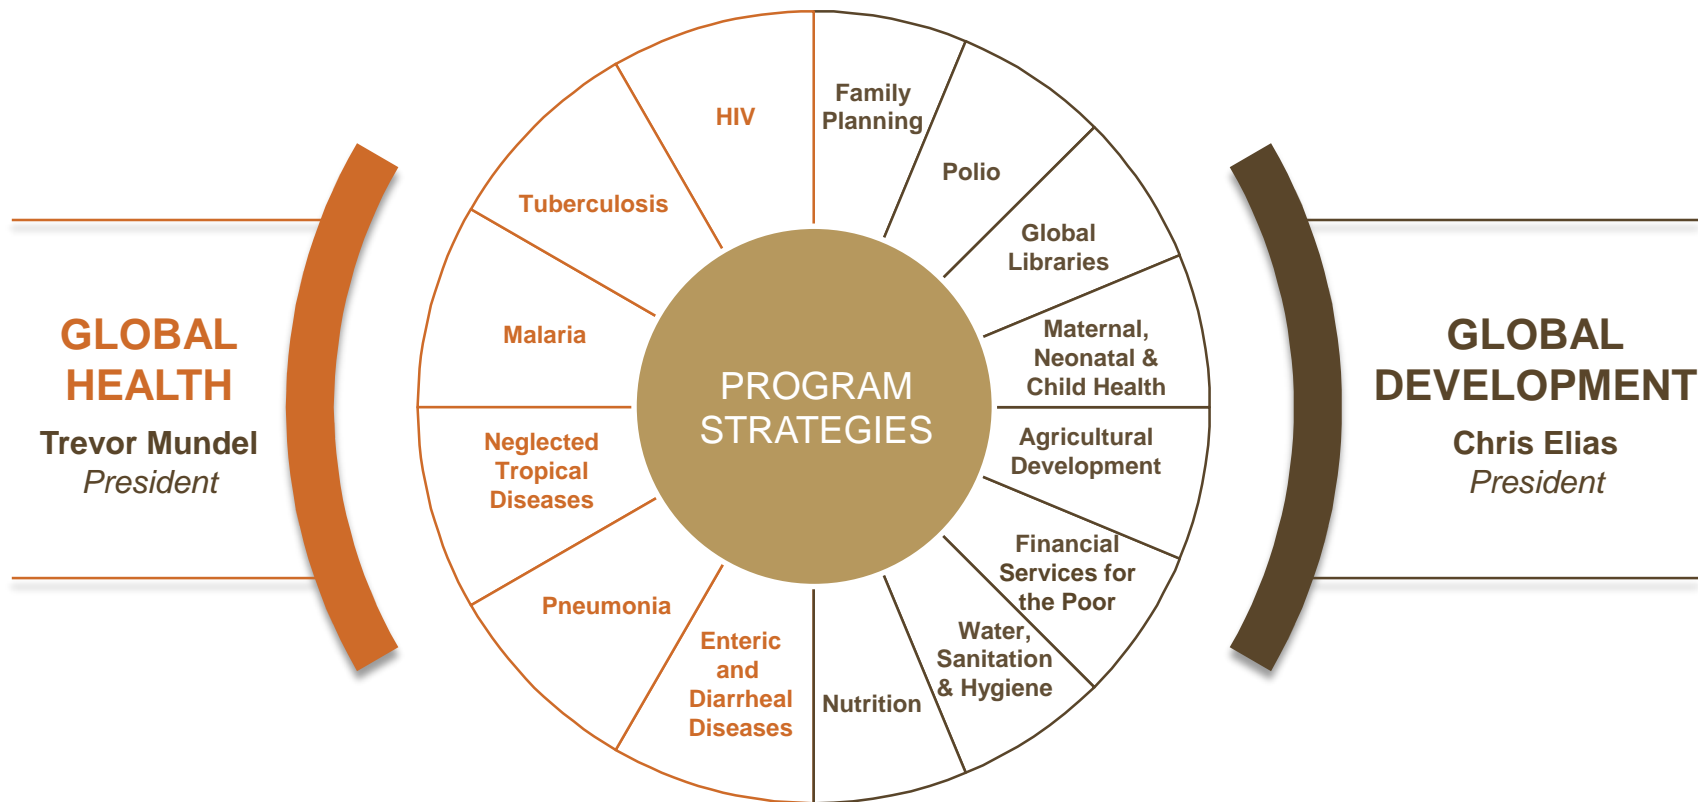 GLOBAL
HEALTH
Trevor Mundel
President
HIV
Tuberculosis
Malaria
Neglected
Tropical
Diseases
Pneumonia
Enteric
and
Diarrheal
Diseases
PROGRAM
STRATEGIES
Family
Planning
Polio
Global
Libraries
Maternal,
Neonatal &
Child Health
Agricultural
Development
Financial
Services for
the Poor
Water,
Sanitation
& Hygiene
Nutrition
GLOBAL
DEVELOPMENT
Chris Elias
President